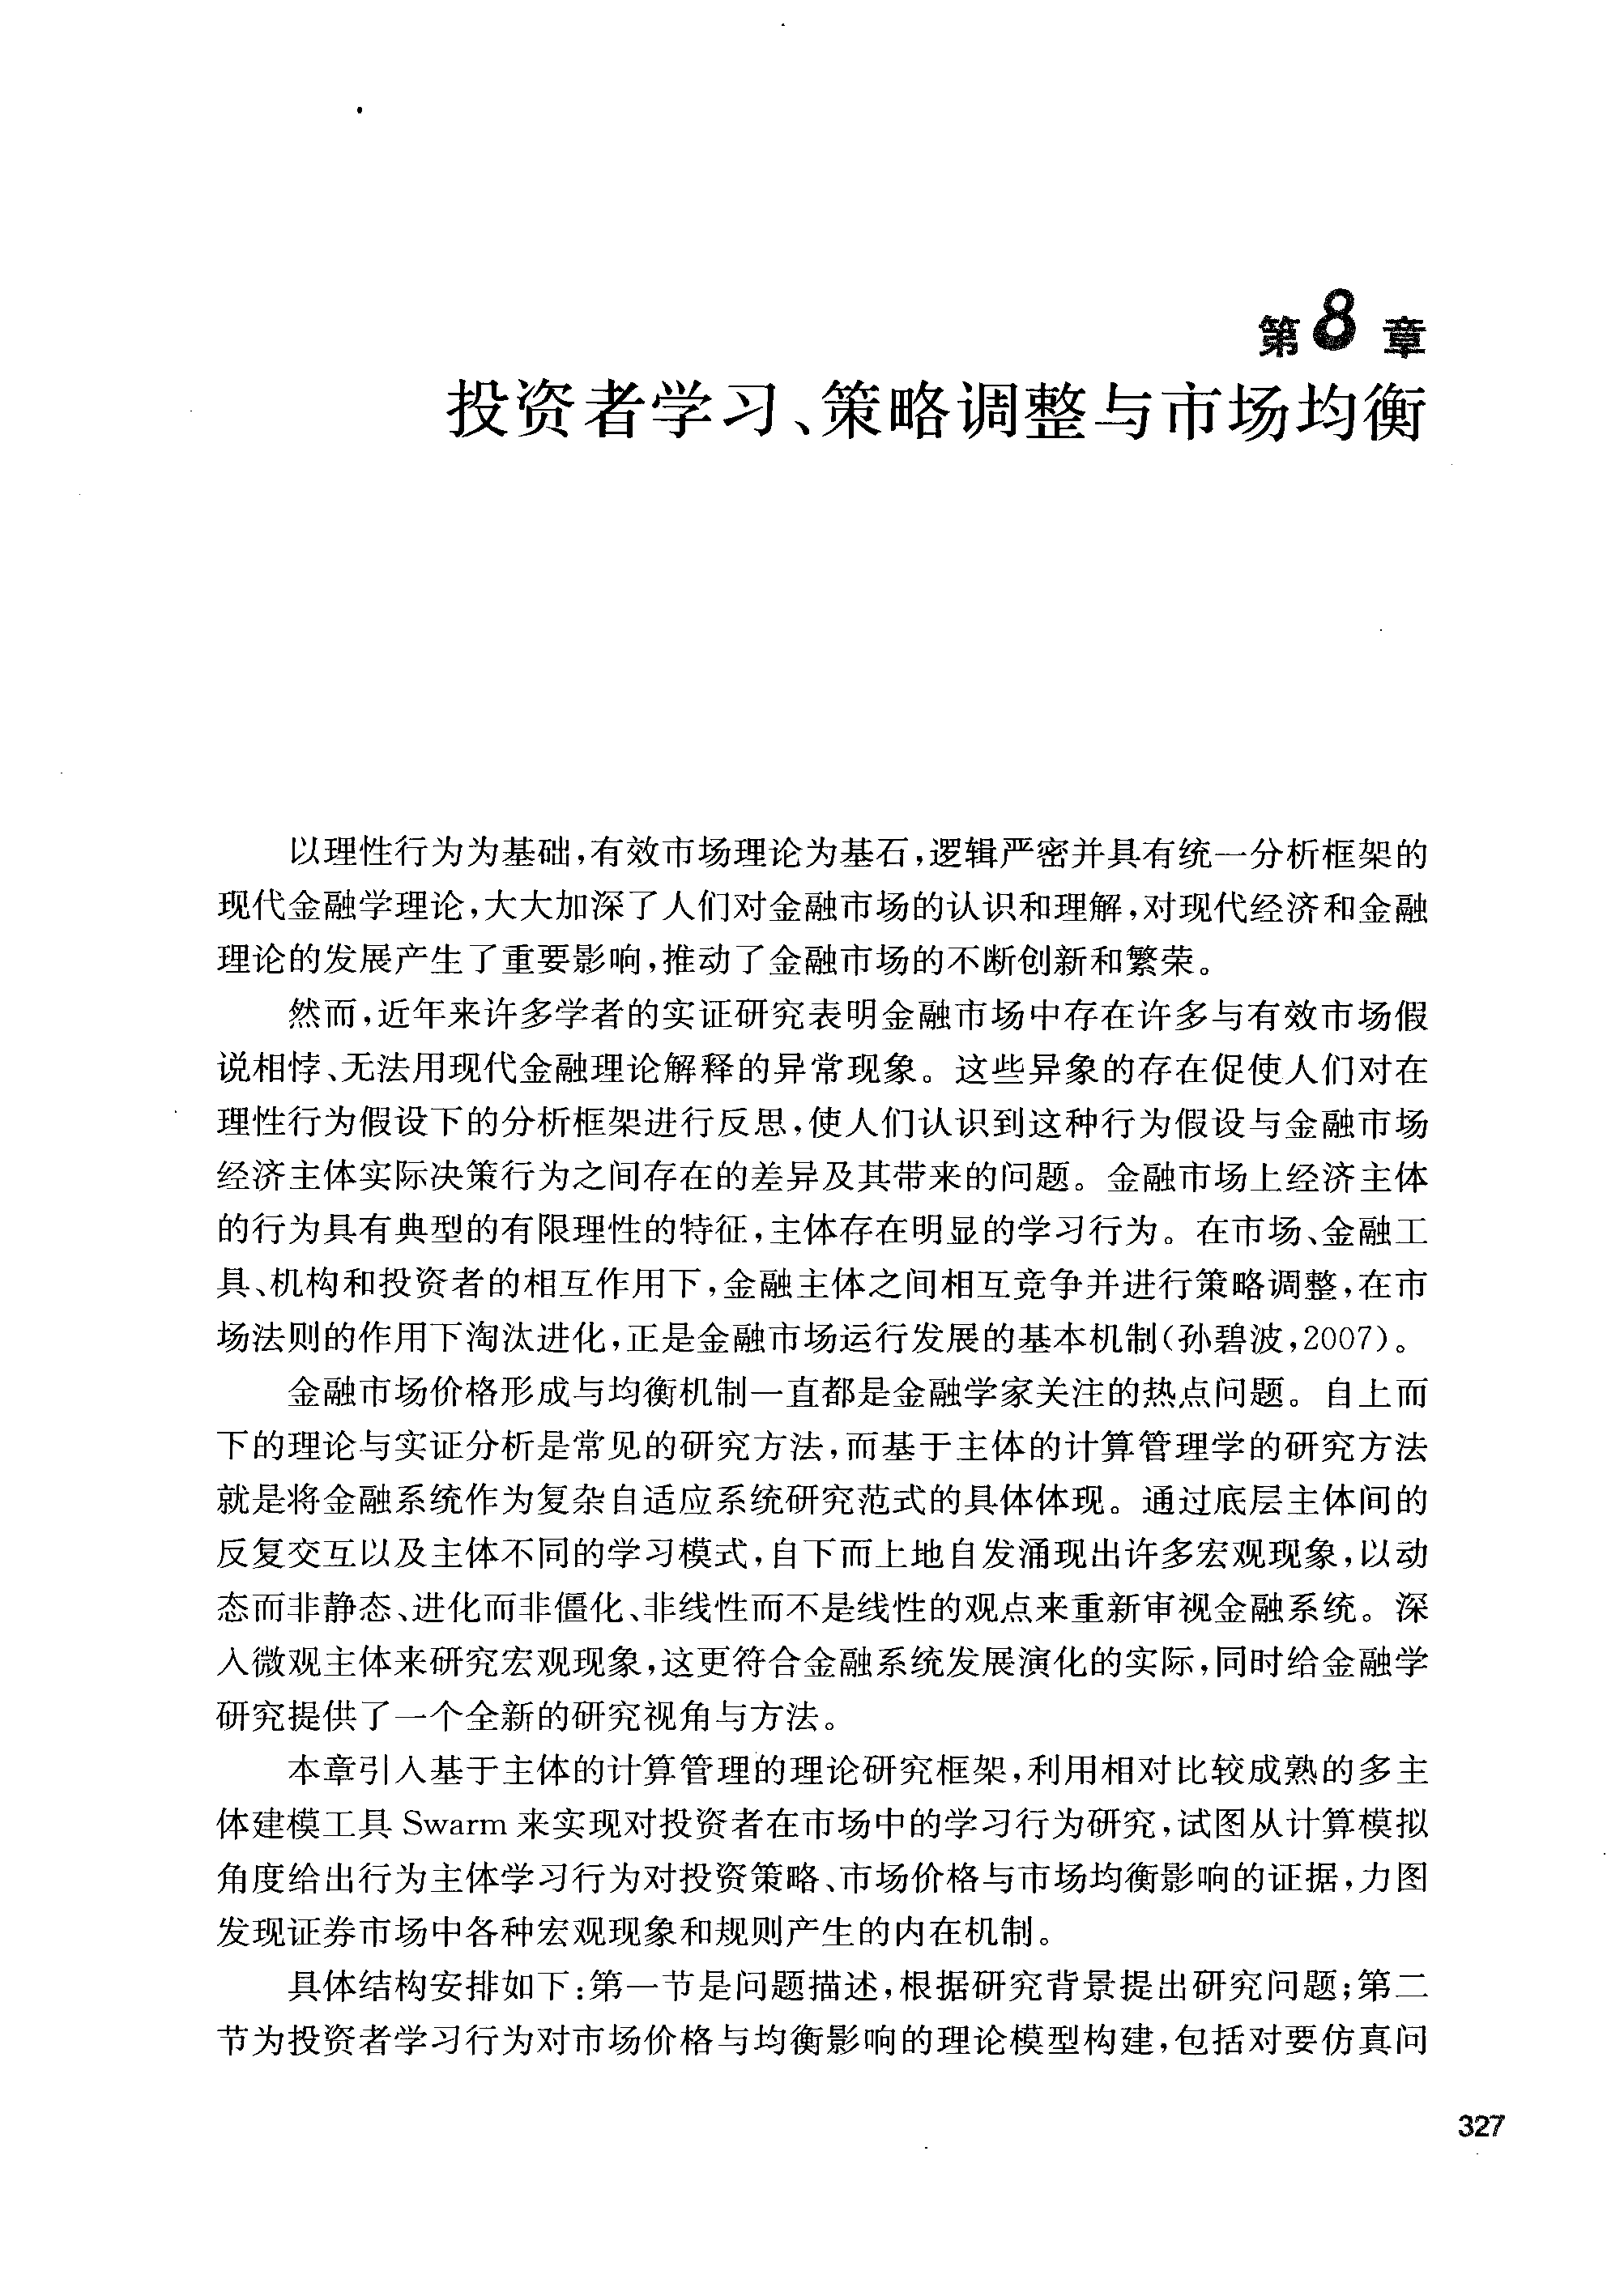 第8章
投资者学习、策略调整与市场均衡
以理性行为为基础,有效市场理论为基石,逻辑严密并具有统一分析框架的
现代金融学理论,大大加深了人们对金融市场的认识和理解,对现代经济和金融
理论的发展产生了重要影响,推动了金融市场的不断创新和繁荣。
然而,近年来许多学者的实证研究表明金融市场中存在许多与有效市场假
说相悖、无法用现代金融理论解释的异常现象。这些异象的存在促使人们对在
理性行为假设下的分析框架进行反思,使人们认识到这种行为假设与金融市场
经济主体实际决策行为之间存在的差异及其带来的问题。金融市场上经济主体
的行为具有典型的有限理性的特征,主体存在明显的学习行为。在市场、金融工
具、机构和投资者的相互作用下,金融主体之间相互竞争并进行策略调整,在市
场法则的作用下淘汰进化,正是金融市场运行发展的基本机制(孙碧波,2007)。
金融市场价格形成与均衡机制一直都是金融学家关注的热点问题。自上而
下的理论与实证分析是常见的研究方法,而基于主体的计算管理学的研究方法
就是将金融系统作为复杂自适应系统研究范式的具体体现。通过底层主体间的
反复交互以及主体不同的学习模式,自下而上地自发涌现出许多宏观现象,以动
态而非静态、进化而非僵化、非线性而不是线性的观点来重新审视金融系统。深
入微观主体来研究宏观现象,这更符合金融系统发展演化的实际,同时给金融学
研究提供了一个全新的研究视角与方法。
本章引入基于主体的计算管理的理论研究框架,利用相对比较成熟的多主
体建模工具 Swarm 来实现对投资者在市场中的学习行为研究,试图从计算模拟
角度给出行为主体学习行为对投资策略、市场价格与市场均衡影响的证据,力图
发现证券市场中各种宏观现象和规则产生的内在机制。
具体结构安排如下:第一节是问题描述,根据研究背景提出研究问题;第二
节为投资者学习行为对市场价格与均衡影响的理论模型构建,包括对要仿真问
327